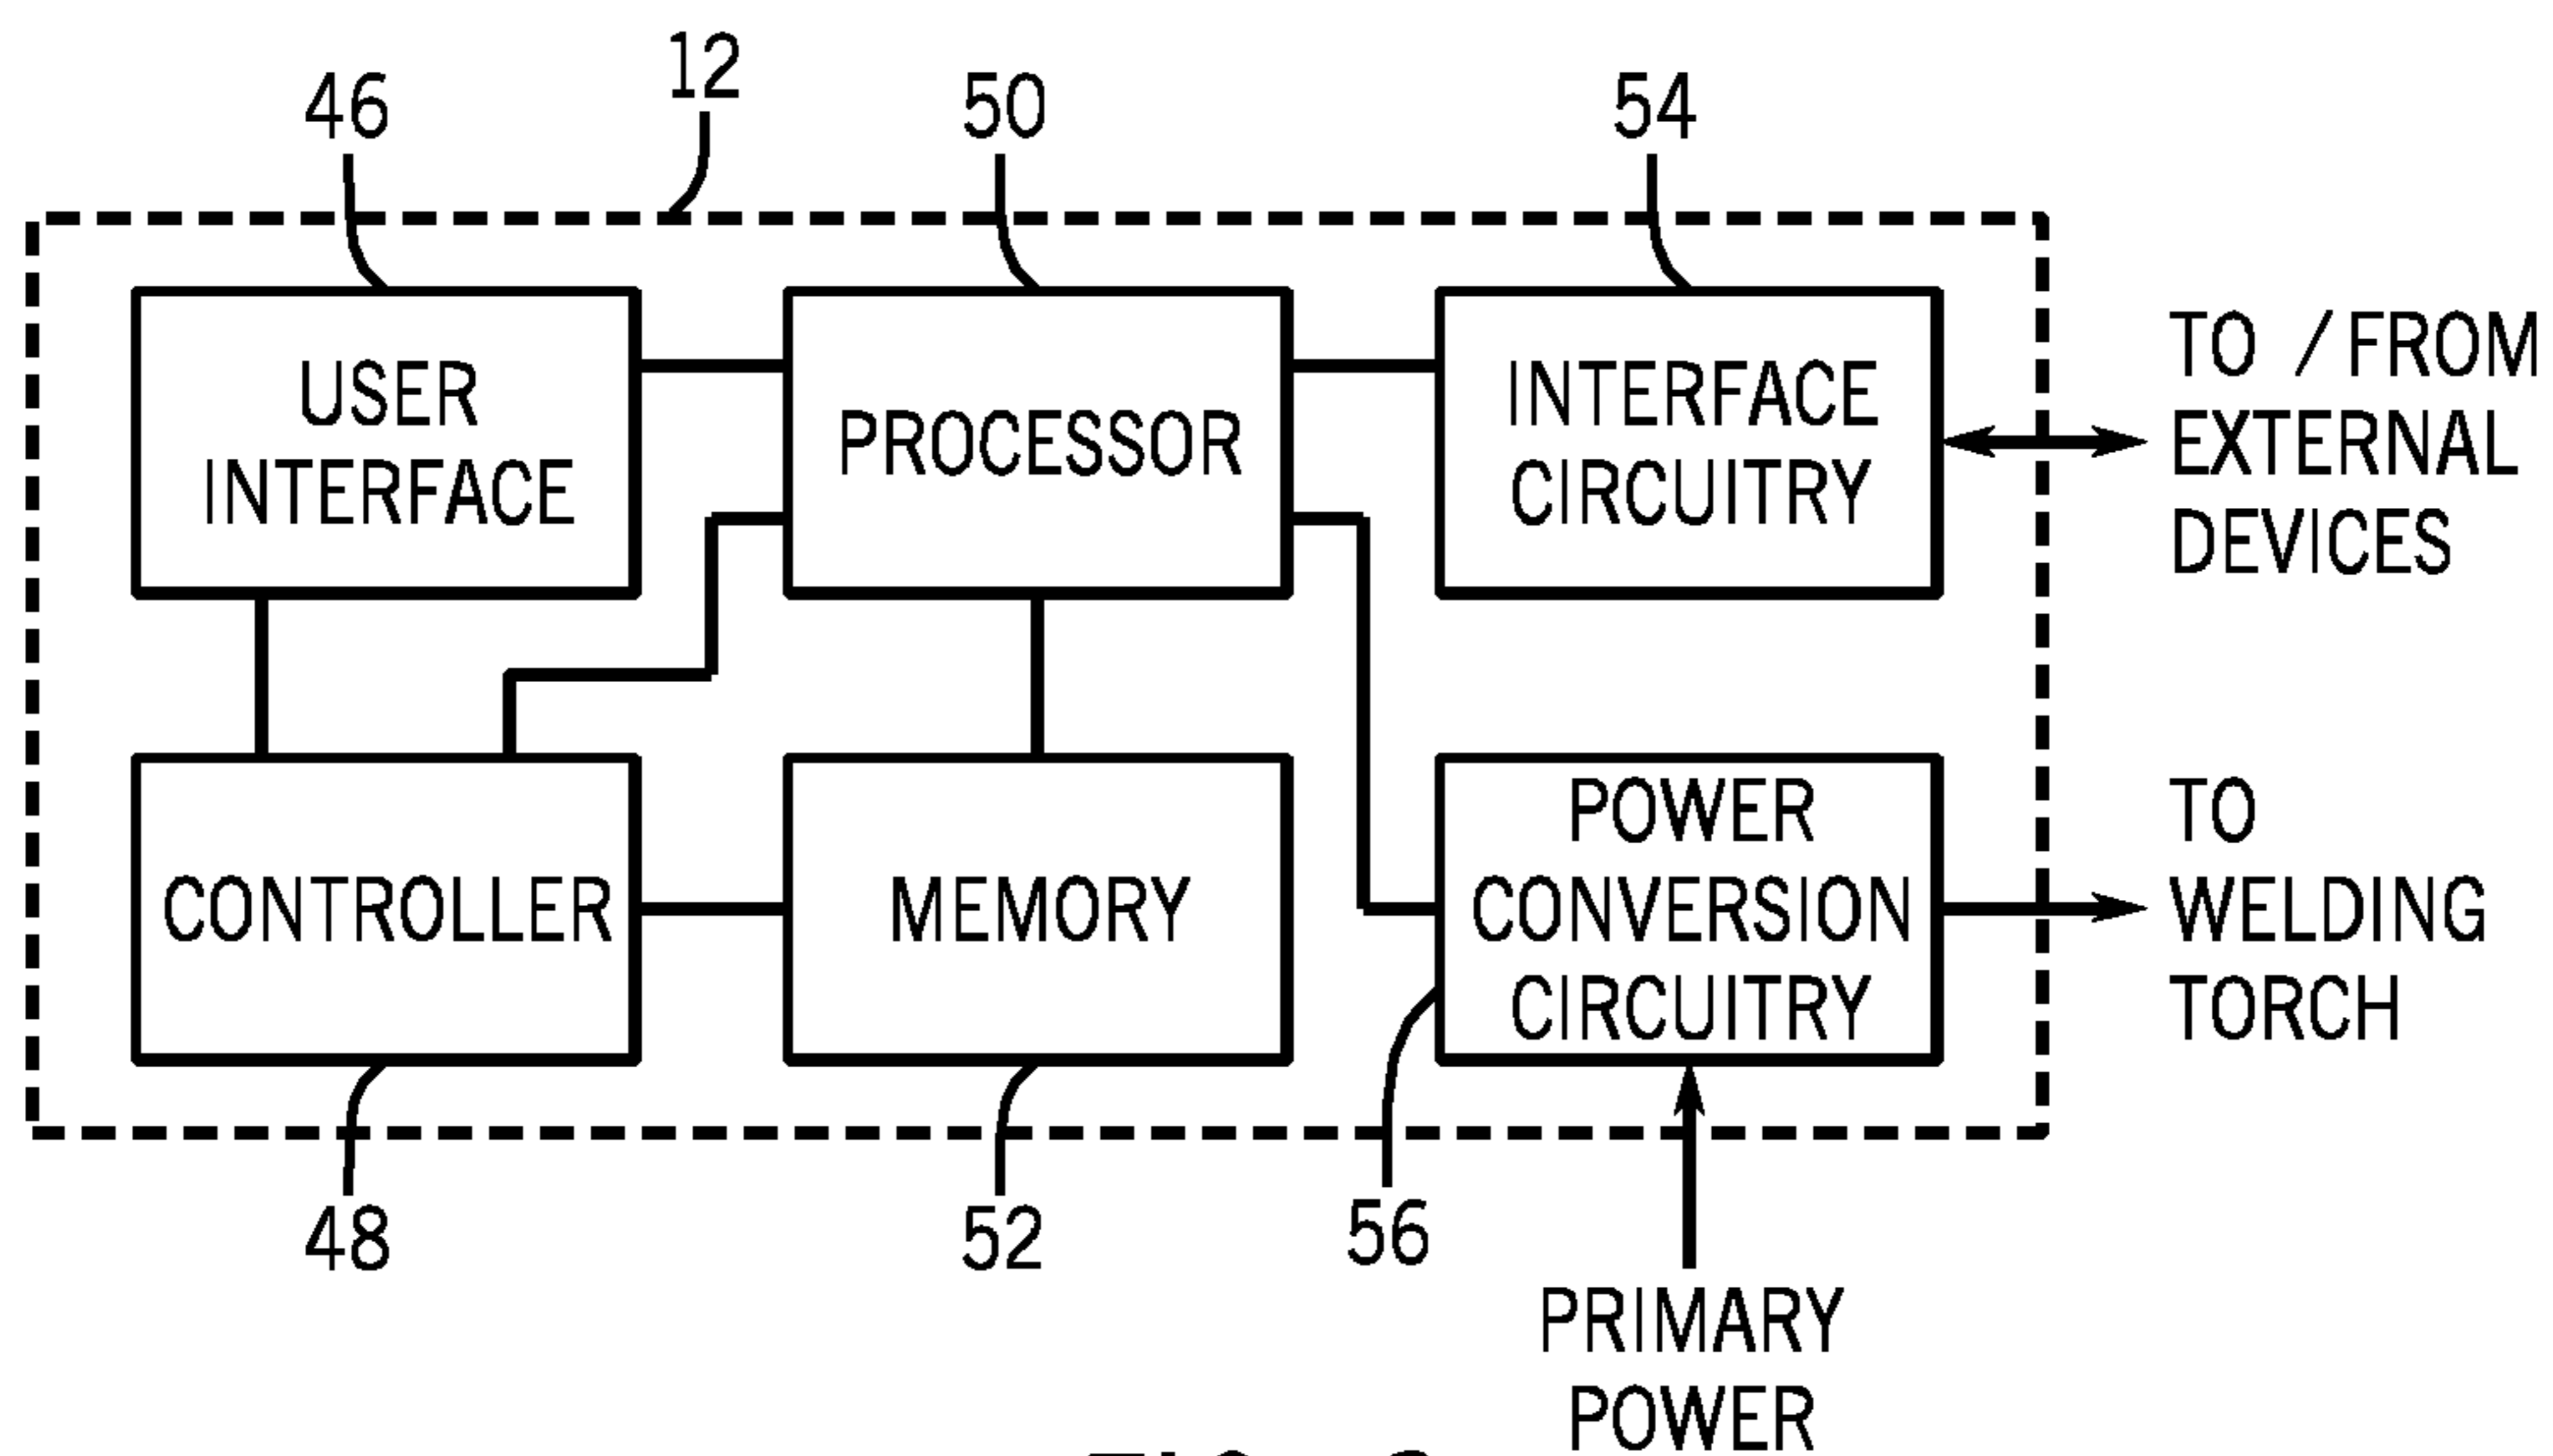 12
46
50
54
USER
INTERFACE
PROCESSOR
INTERFACE
CIRCUITRY
TO / FROM
EXTERNAL
DEVICES
CONTROLLER
MEMORY
POWER
CONVERSION
CIRCUITRY
TO
WELDING
TORCH
48
52
56
PRIMARY
POWER